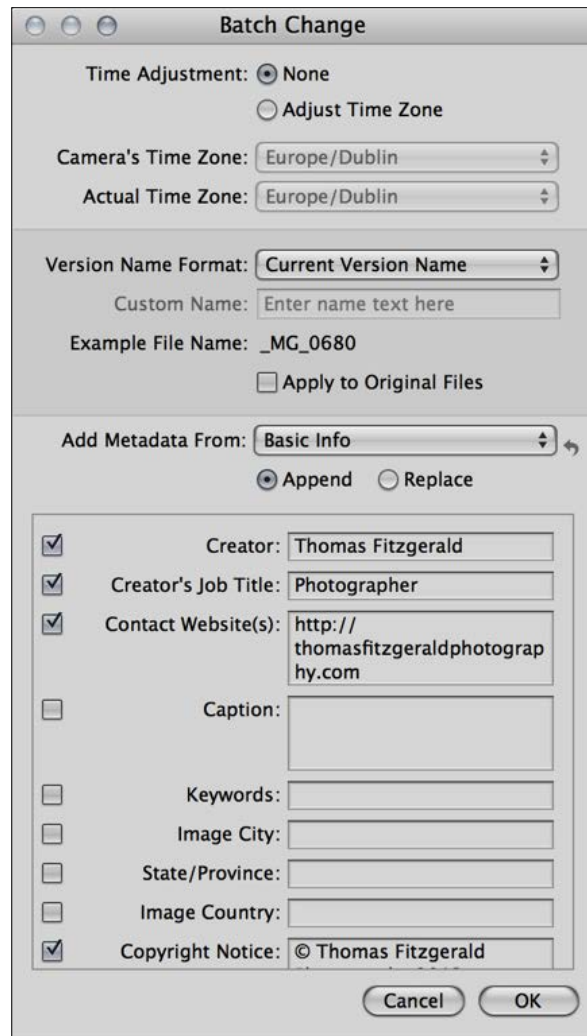 Batch Change
Time Adjustment: None
Adjust Time Zone
Camera's Time Zone: Europe/Dublin
Actual Time Zone: Europe/Dublin
Version Name Format: Current Version Name
Custom Name: Enter name text here
Example File Name: _MG_0680
Apply to Original Files
Add Metadata From: Basic Info
Append Replace
Creator: Thomas Fitzgerald
Creator's Job Title: Photographer
Contact Website(s): http://
thomasfitzgeraldphotograp
hy.com
Caption:
Keywords:
Image City:
State/Province:
Image Country:
Copyright Notice: © Thomas Fitzgerald
Cancel OK